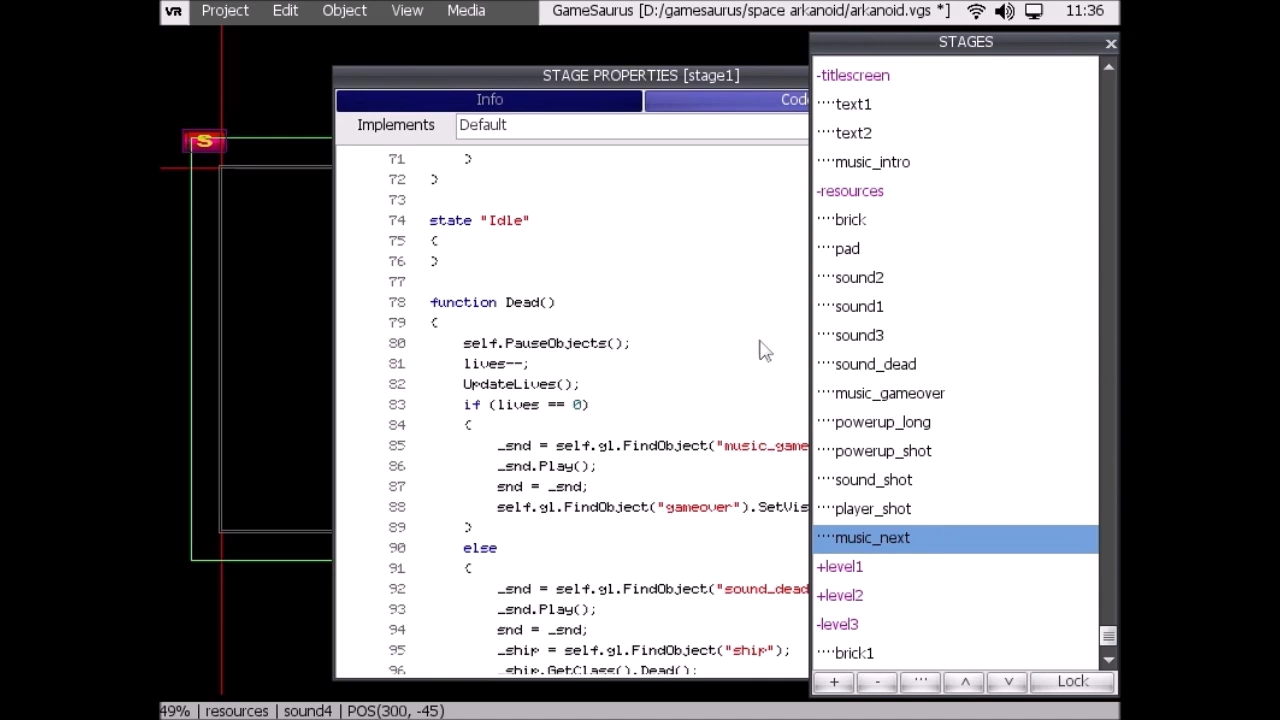 VR Project Edit Object View Media GameSaurus [D:/gamesaurus/space arkanoid/arkanoid.vgs *] 11:36
STAGE PROPERTIES [stage1]
Info Cod
Implements Default
S
71 }
72 }
73
74 state "Idle"
75 {
76 }
77
78 function Dead()
79 {
80 self.PauseObjects();
81 lives--;
82 UpdateLives();
83 if (lives == 0)
84 {
85 _snd = self.gl.FindObject("music_game
86 _snd.Play();
87 snd = _snd;
88 self.gl.FindObject("gameover").SetVis
89 }
90 else
91 {
92 _snd = self.gl.FindObject("sound_dead
93 _snd.Play();
94 snd = _snd;
95 _ship = self.gl.FindObject("ship");
96 _ship.GetClass().Dead();
STAGES x
-titlescreen
····text1
····text2
····music_intro
-resources
····brick
····pad
····sound2
····sound1
····sound3
····sound_dead
····music_gameover
····powerup_long
····powerup_shot
····sound_shot
····player_shot
····music_next
+level1
+level2
-level3
····brick1
+ - ... ^ v Lock
49% | resources | sound4 | POS(300, -45)